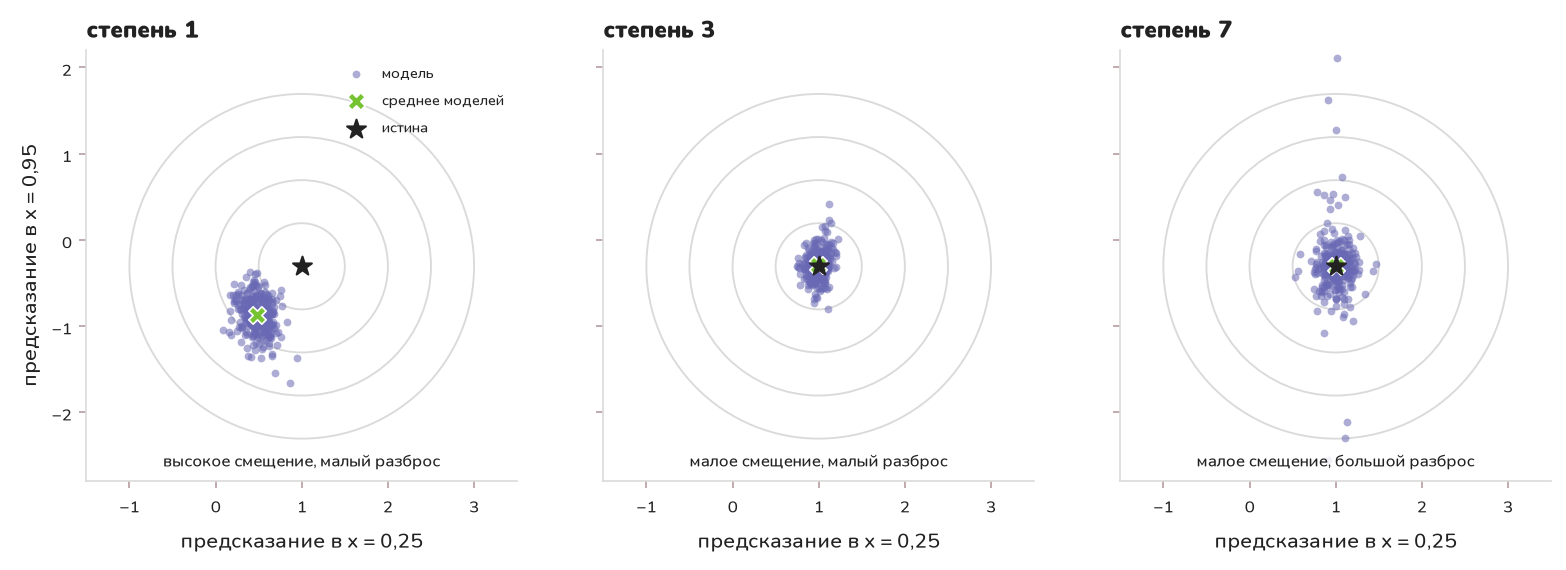 степень 1
степень 3
степень 7
модель
среднее моделей
истина
2
1
0
−1
−2
предсказание в x = 0,95
высокое смещение, малый разброс
малое смещение, малый разброс
малое смещение, большой разброс
−1 0 1 2 3
−1 0 1 2 3
−1 0 1 2 3
предсказание в x = 0,25
предсказание в x = 0,25
предсказание в x = 0,25